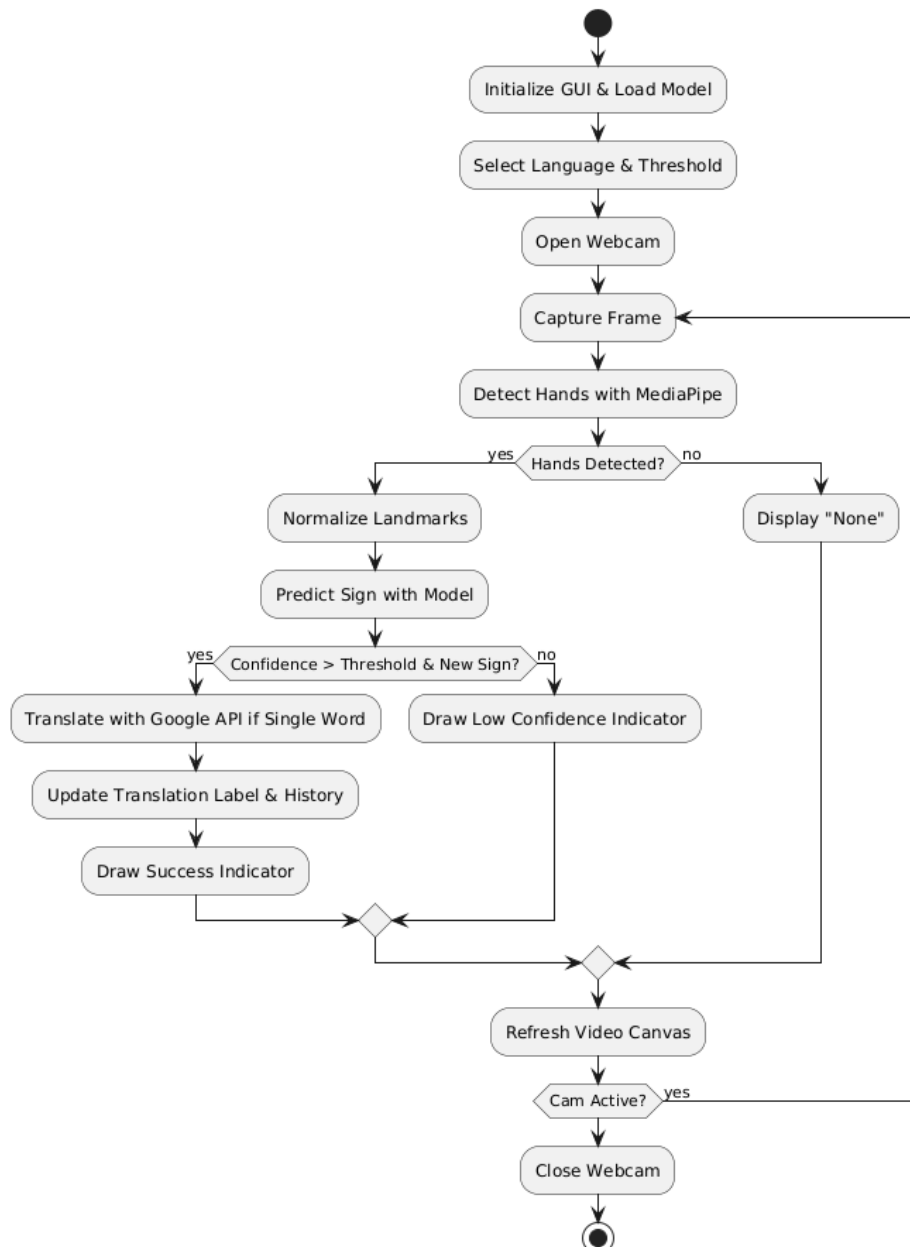 Initialize GUI & Load Model
Select Language & Threshold
Open Webcam
Capture Frame
Detect Hands with MediaPipe
yes
Hands Detected?
no
Normalize Landmarks
Display "None"
Predict Sign with Model
yes
Confidence > Threshold & New Sign?
no
Translate with Google API if Single Word
Draw Low Confidence Indicator
Update Translation Label & History
Draw Success Indicator
Refresh Video Canvas
Cam Active?
yes
Close Webcam